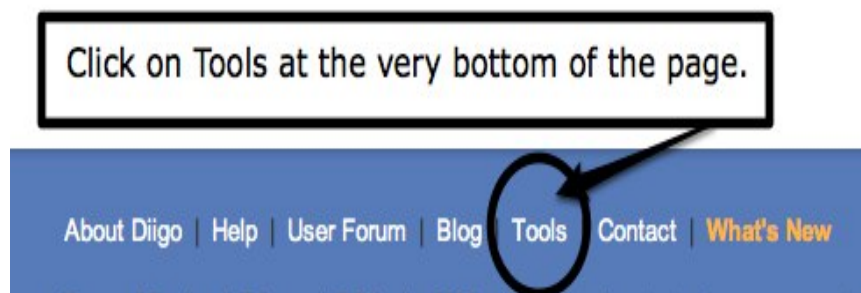 Click on Tools at the very bottom of the page.
About Diigo | Help | User Forum | Blog | Tools | Contact | What's New